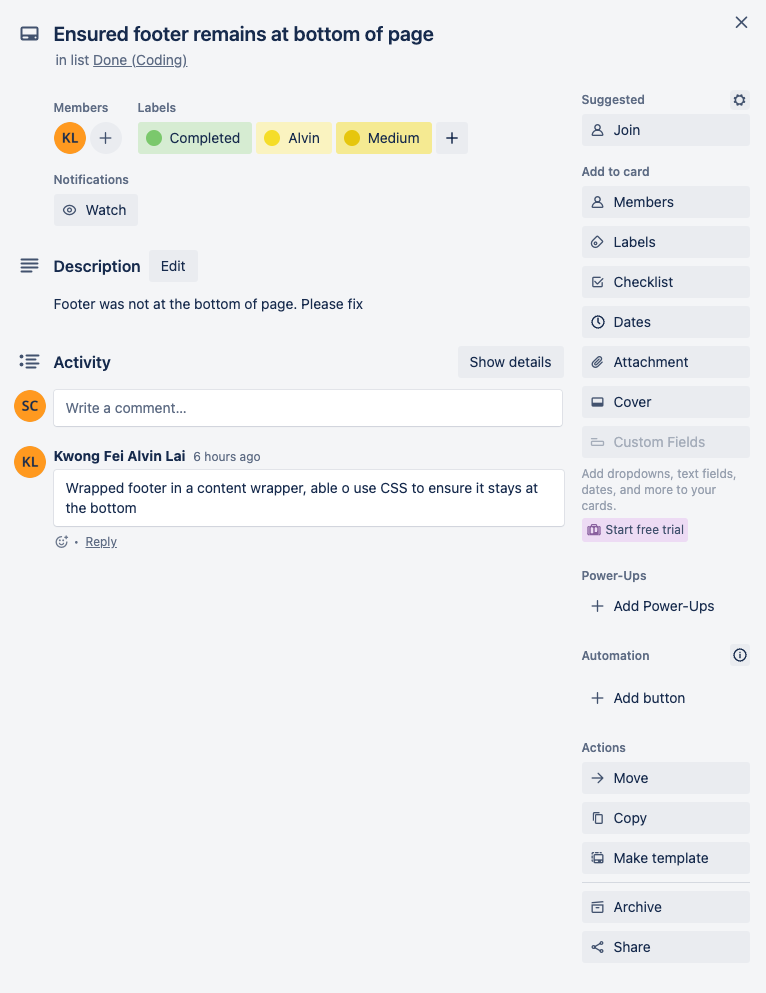 Ensured footer remains at bottom of page
in list Done (Coding)
Members
Labels
KL
Completed
Alvin
Medium
Notifications
Watch
Description
Edit
Footer was not at the bottom of page. Please fix
Activity
Show details
SC
Write a comment...
KL
Kwong Fei Alvin Lai 6 hours ago
Wrapped footer in a content wrapper, able o use CSS to ensure it stays at
the bottom
• Reply
Suggested
Join
Add to card
Members
Labels
Checklist
Dates
Attachment
Cover
Custom Fields
Add dropdowns, text fields,
dates, and more to your
cards.
Start free trial
Power-Ups
Add Power-Ups
Automation
Add button
Actions
Move
Copy
Make template
Archive
Share